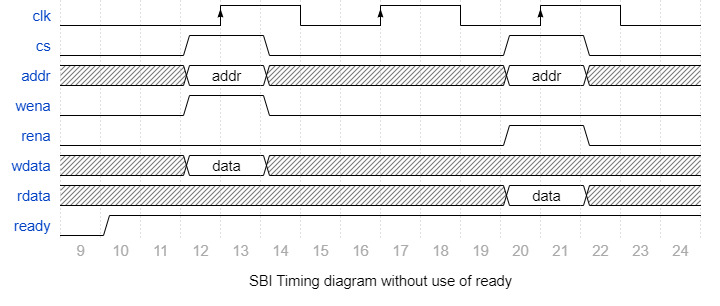 clk
cs
addr addr addr
wena
rena
wdata data
rdata data
ready
9 10 11 12 13 14 15 16 17 18 19 20 21 22 23 24
SBI Timing diagram without use of ready